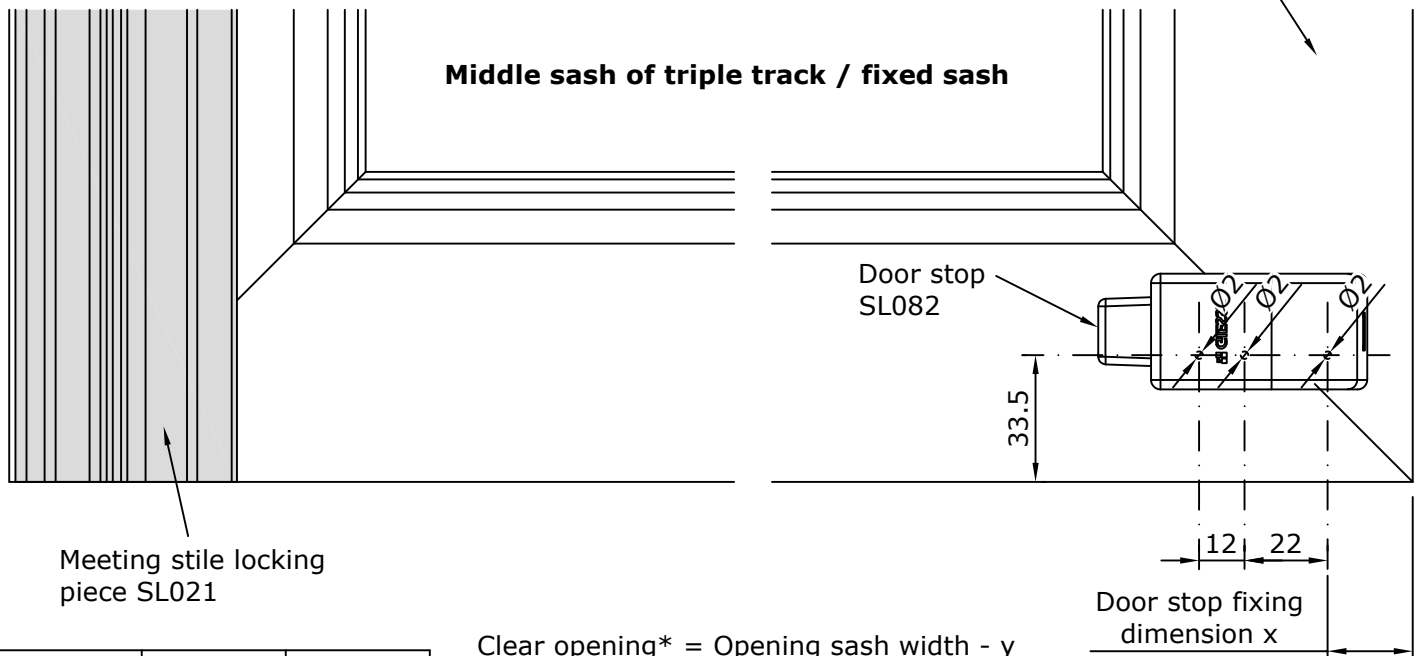 Middle sash of triple track / fixed sash
Door stop
SL082
Ø2
Ø2
Ø2
33.5
12
22
Meeting stile locking
piece SL021
Door stop fixing
dimension x
Clear opening* = Opening sash width - y